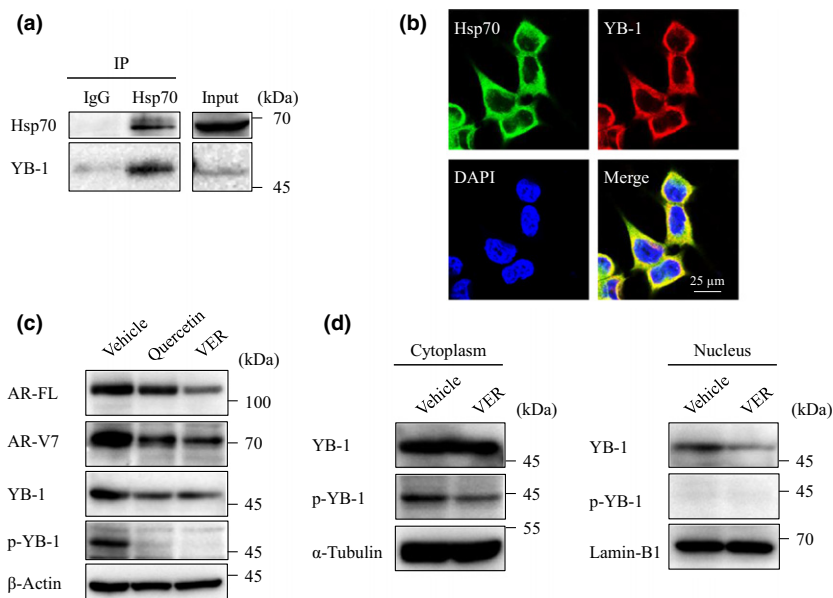 (a)
IP
IgG Hsp70 Input (kDa)
Hsp70
70
YB-1
45
(b)
Hsp70
YB-1
DAPI
Merge
25 μm
(c)
Vehicle Quercetin VER (kDa)
AR-FL
100
AR-V7
70
YB-1
45
p-YB-1
45
β-Actin
45
(d)
Cytoplasm
Vehicle VER (kDa)
YB-1
45
p-YB-1
45
α-Tubulin
55
Nucleus
Vehicle VER (kDa)
YB-1
45
p-YB-1
45
Lamin-B1
70